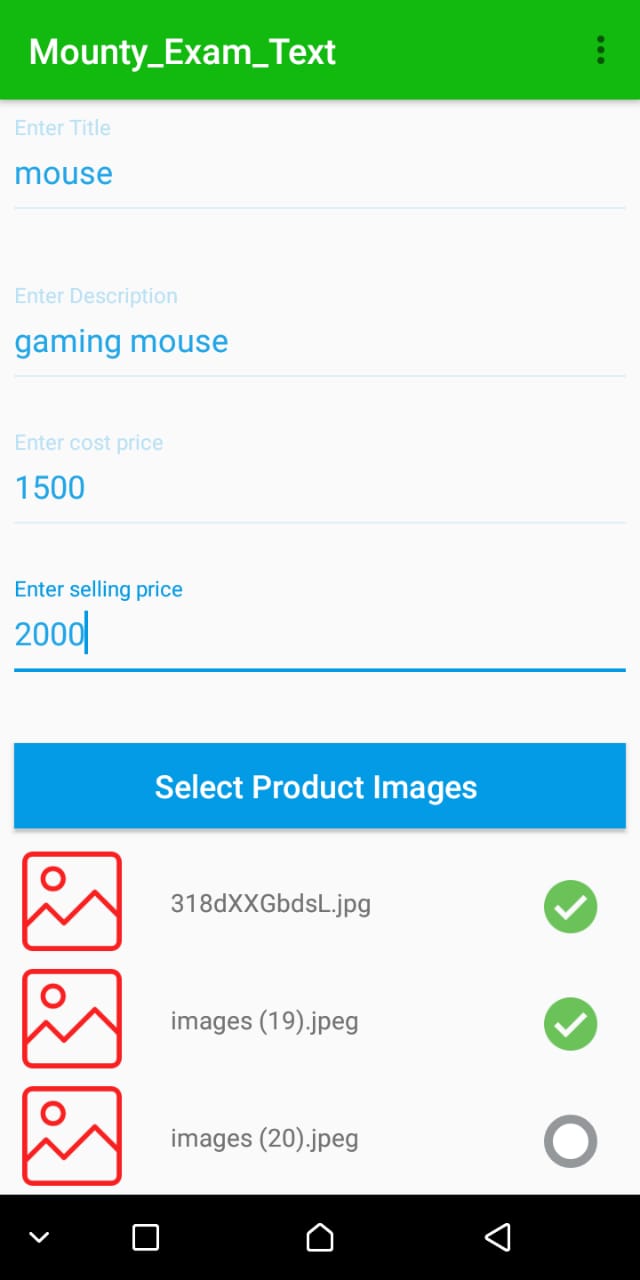 Mounty_Exam_Text
Enter Title
mouse
Enter Description
gaming mouse
Enter cost price
1500
Enter selling price
2000
Select Product Images
318dXXGbdsL.jpg
images (19).jpeg
images (20).jpeg